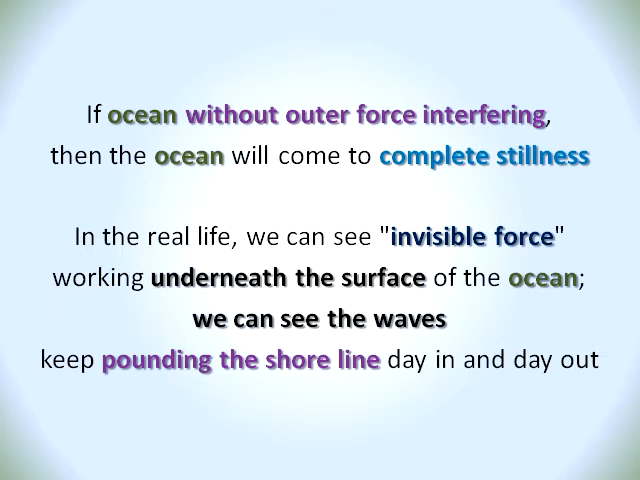 If ocean without outer force interfering,
then the ocean will come to complete stillness
In the real life, we can see "invisible force"
working underneath the surface of the ocean;
we can see the waves
keep pounding the shore line day in and day out